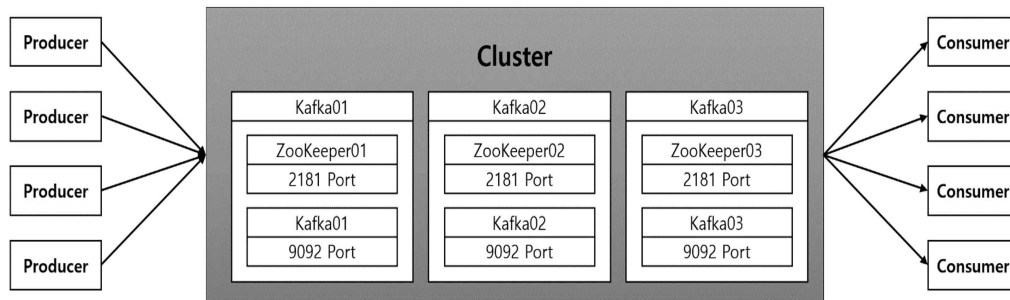 Producer
Producer
Producer
Producer
Cluster
Kafka01
ZooKeeper01
2181 Port
Kafka01
9092 Port
Kafka02
ZooKeeper02
2181 Port
Kafka02
9092 Port
Kafka03
ZooKeeper03
2181 Port
Kafka03
9092 Port
Consumer
Consumer
Consumer
Consumer